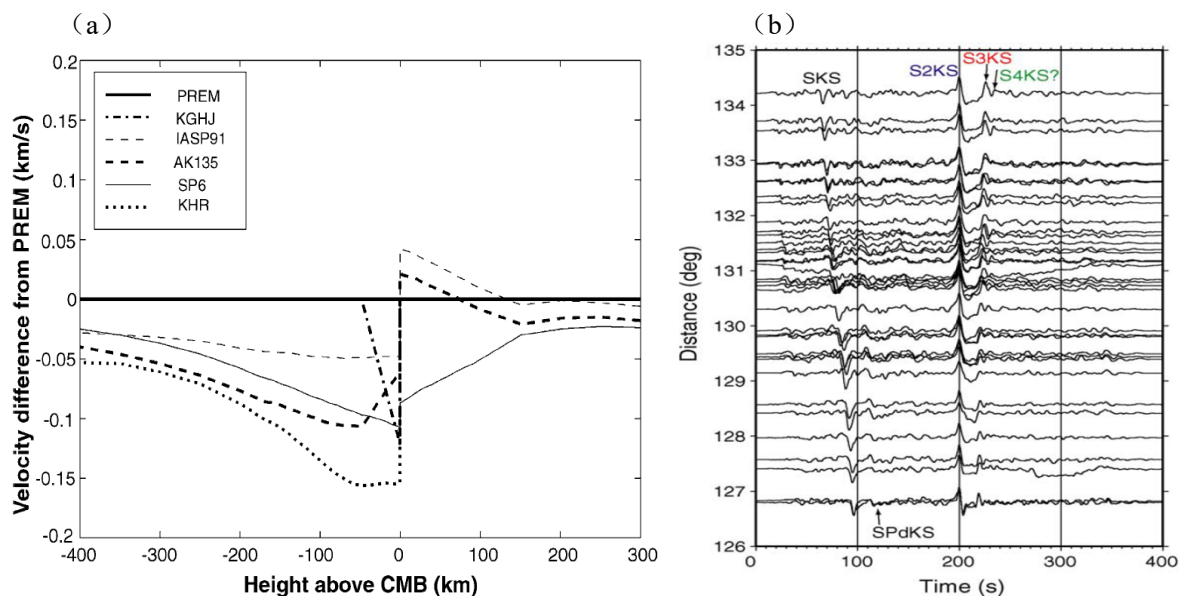 (a)
0.2
0.15
0.1
0.05
0
-0.05
-0.1
-0.15
-0.2
Velocity difference from PREM (km/s)
PREM
KGHJ
IASP91
AK135
SP6
KHR
-400 -300 -200 -100 0 100 200 300
Height above CMB (km)
(b)
135
134
133
132
131
130
129
128
127
126
Distance (deg)
SKS
S2KS
S3KS
S4KS?
SPdKS
0 100 200 300 400
Time (s)